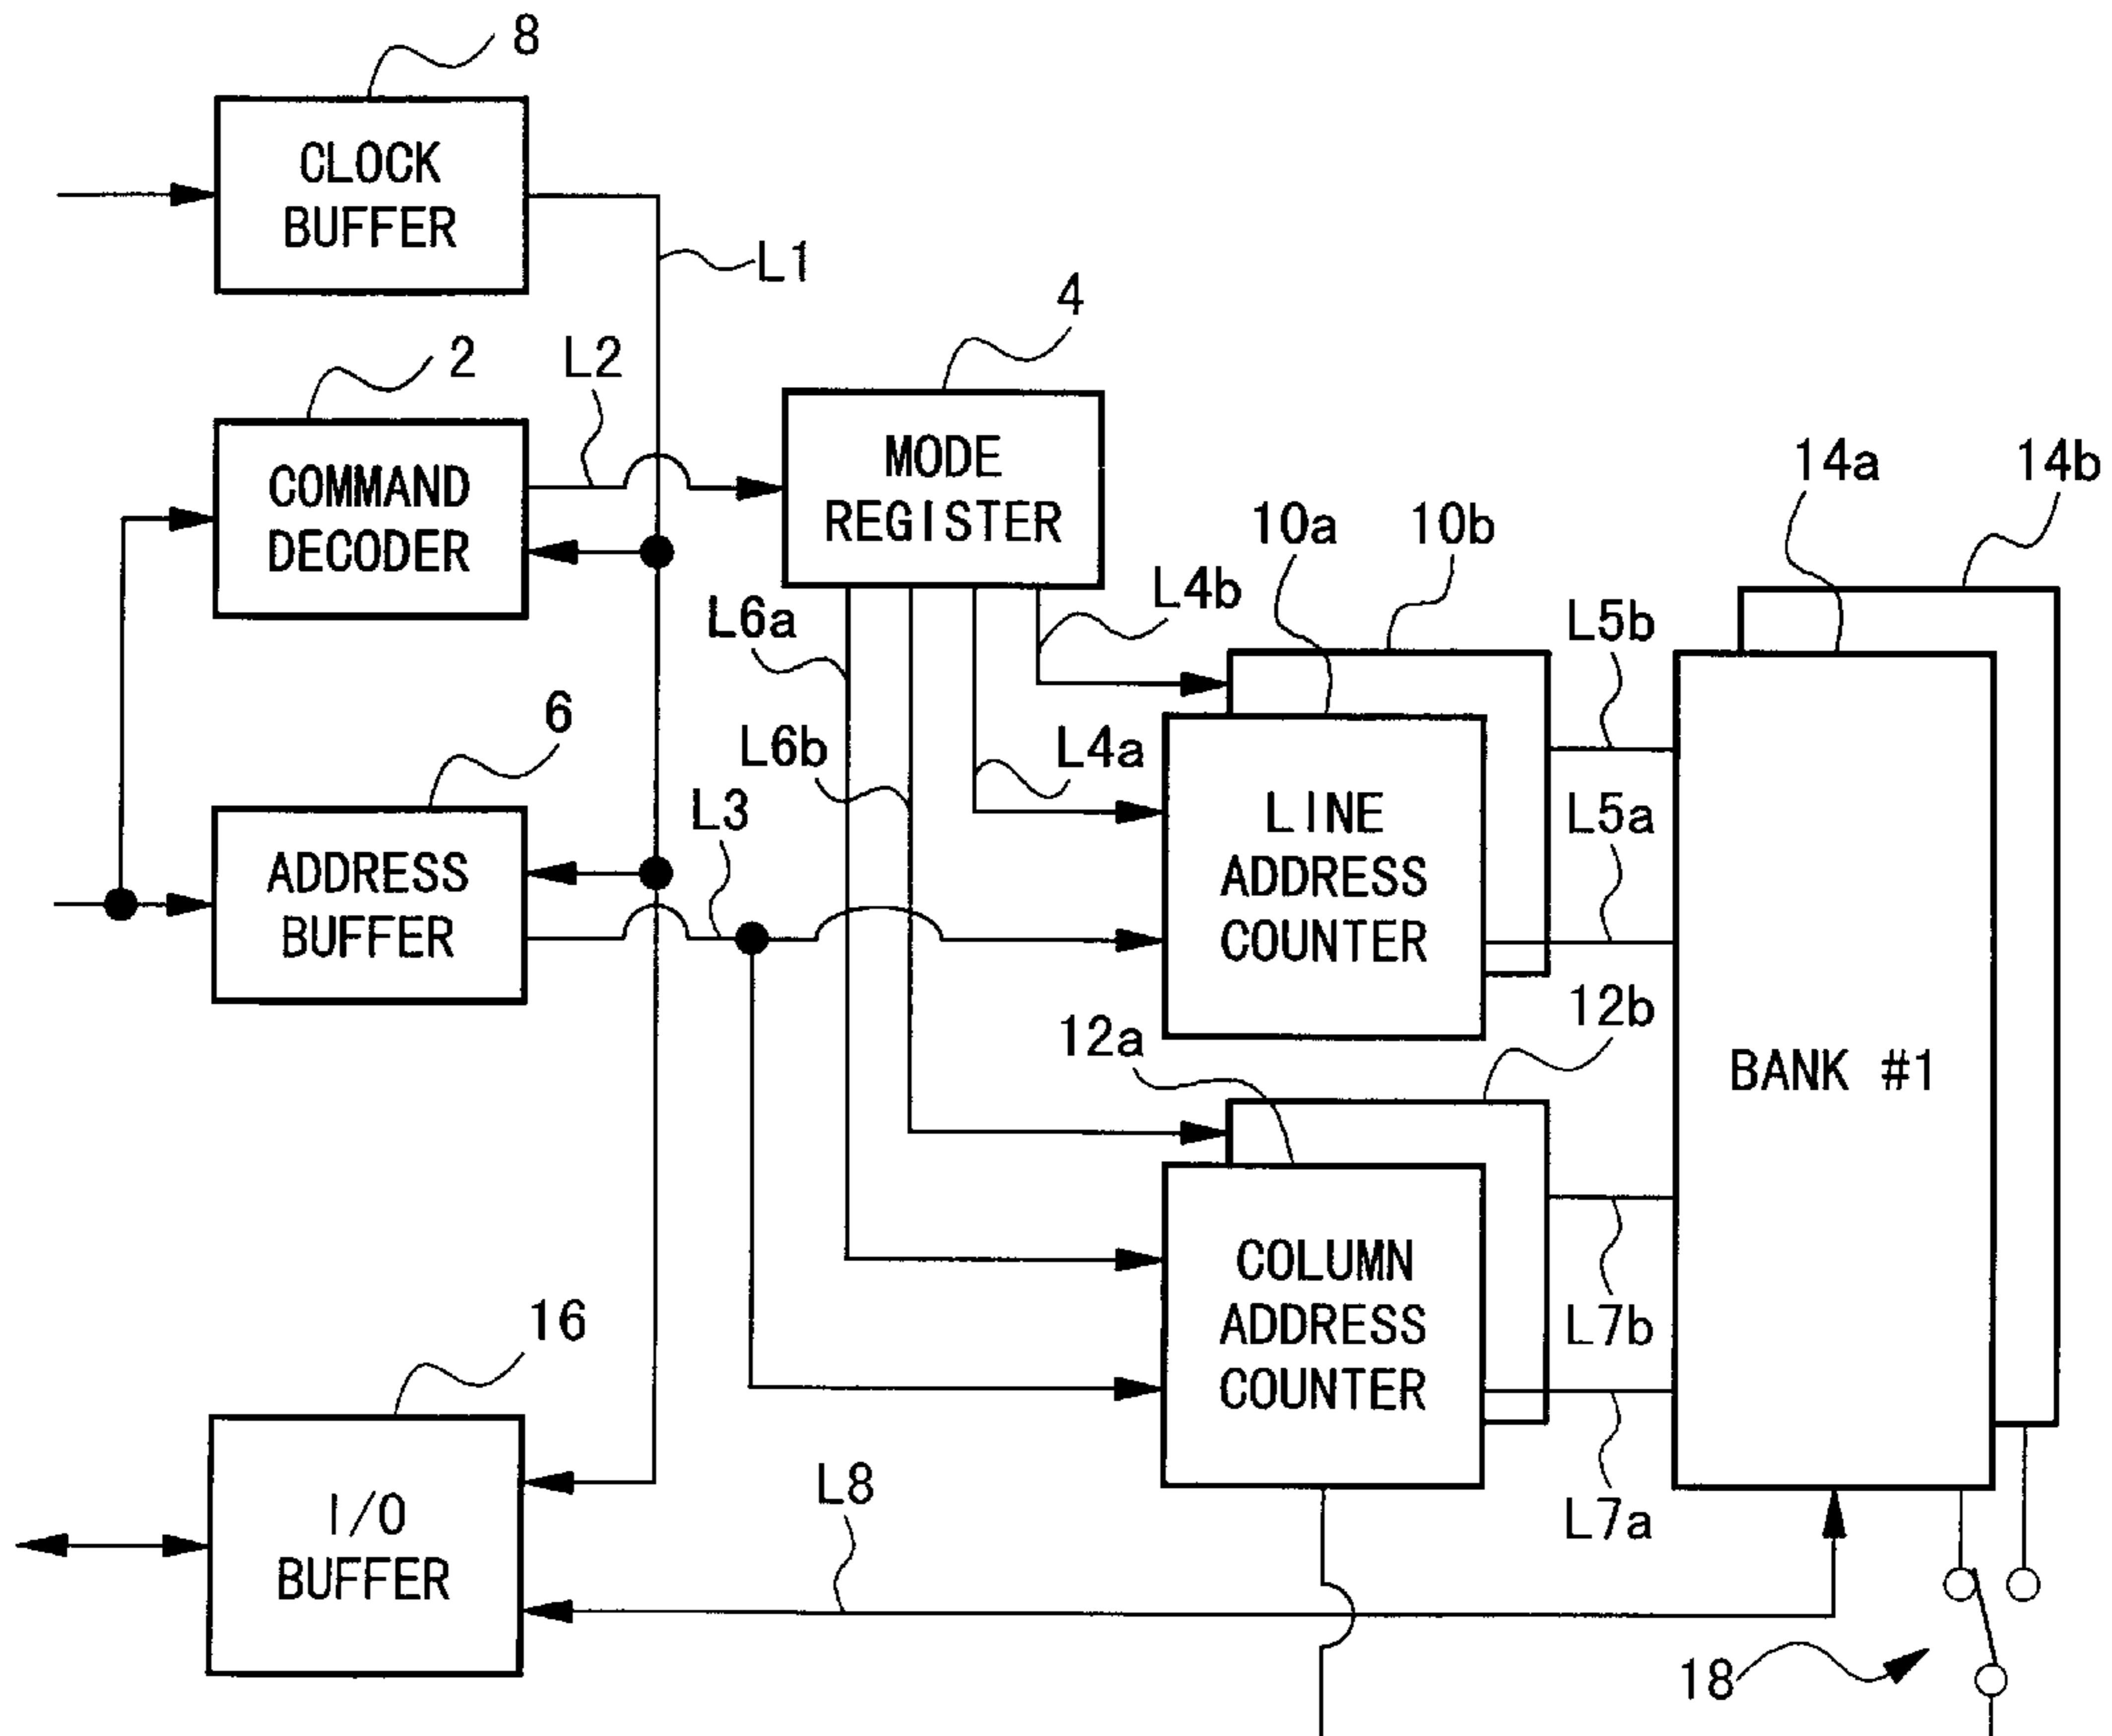 8
CLOCK
BUFFER
L1
4
2
L2
COMMAND
DECODER
MODE
REGISTER
14a
14b
10a
10b
L4b
L6a
L5b
6
L6b
L4a
L3
L5a
ADDRESS
BUFFER
LINE
ADDRESS
COUNTER
12b
12a
BANK #1
COLUMN
ADDRESS
COUNTER
L7b
16
L8
L7a
I/O
BUFFER
18